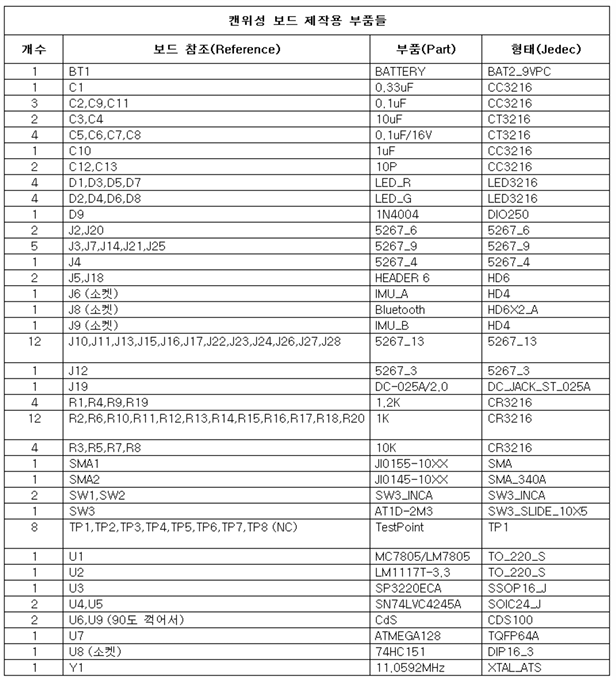 캔위성 보드 제작용 부품들
개수 보드 참조(Reference) 부품(Part) 형태(Jedec)
1 BT1 BATTERY BAT2_9VPC
1 C1 0.33uF CC3216
3 C2,C9,C11 0.1uF CC3216
2 C3,C4 10uF CT3216
4 C5,C6,C7,C8 0.1uF/16V CT3216
1 C10 1uF CC3216
2 C12,C13 10P CC3216
4 D1,D3,D5,D7 LED_R LED3216
4 D2,D4,D6,D8 LED_G LED3216
1 D9 1N4004 DIO250
2 J2,J20 5267_6 5267_6
5 J3,J7,J14,J21,J25 5267_9 5267_9
1 J4 5267_4 5267_4
2 J5,J18 HEADER 6 HD6
1 J6 (소켓) IMU_A HD4
1 J8 (소켓) Bluetooth HD6X2_A
1 J9 (소켓) IMU_B HD4
12 J10,J11,J13,J15,J16,J17,J22,J23,J24,J26,J27,J28 5267_13 5267_13
1 J12 5267_3 5267_3
1 J19 DC-025A/2.0 DC_JACK_ST_025A
4 R1,R4,R9,R19 1.2K CR3216
12 R2,R6,R10,R11,R12,R13,R14,R15,R16,R17,R18,R20 1K CR3216
4 R3,R5,R7,R8 10K CR3216
1 SMA1 JI0155-10XX SMA
1 SMA2 JI0145-10XX SMA_340A
2 SW1,SW2 SW3_INCA SW3_INCA
1 SW3 AT1D-2M3 SW3_SLIDE_10X5
8 TP1,TP2,TP3,TP4,TP5,TP6,TP7,TP8 (NC) TestPoint TP1
1 U1 MC7805/LM7805 TO_220_S
1 U2 LM1117T-3.3 TO_220_S
1 U3 SP3220ECA SSOP16_J
2 U4,U5 SN74LVC4245A SOIC24_J
2 U6,U9 (90도 꺽어서) CdS CDS100
1 U7 ATMEGA128 TQFP64A
1 U8 (소켓) 74HC151 DIP16_3
1 Y1 11.0592MHz XTAL_ATS